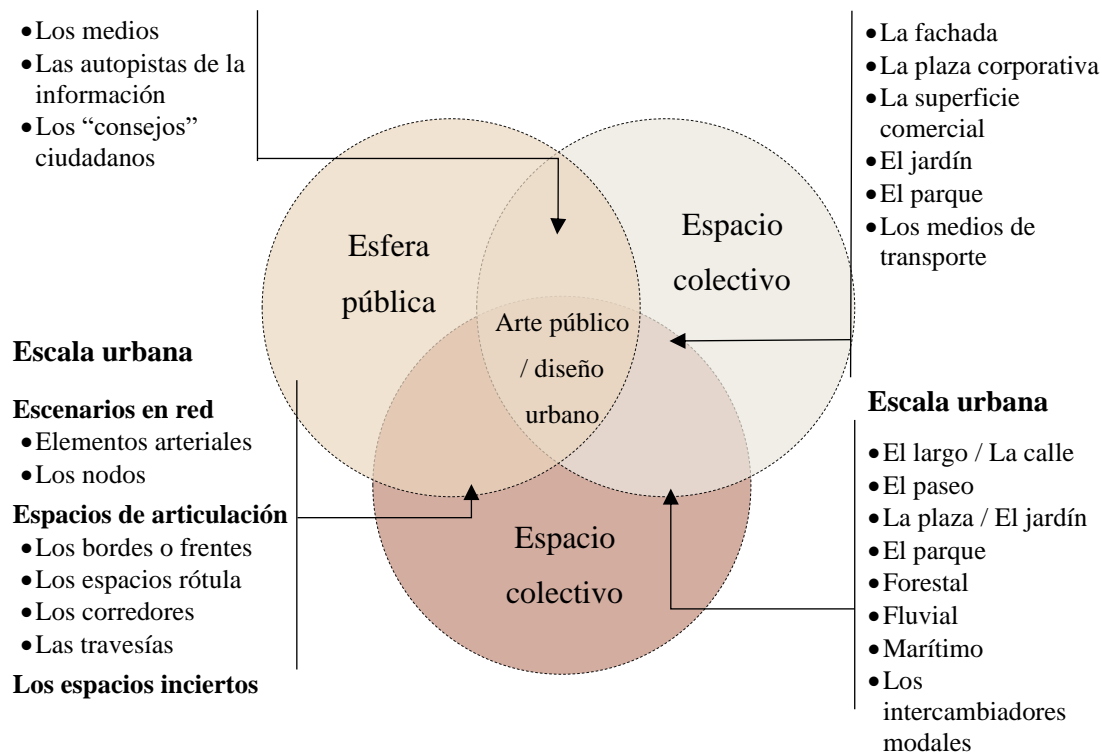 •Los medios
•Las autopistas de la
información
•Los “consejos”
ciudadanos
•La fachada
•La plaza corporativa
•La superficie
comercial
•El jardín
•El parque
•Los medios de
transporte
Esfera
pública
Espacio
colectivo
Arte público
/ diseño
urbano
Espacio
colectivo
Escala urbana
Escenarios en red
•Elementos arteriales
•Los nodos
Espacios de articulación
•Los bordes o frentes
•Los espacios rótula
•Los corredores
•Las travesías
Los espacios inciertos
Escala urbana
•El largo / La calle
•El paseo
•La plaza / El jardín
•El parque
•Forestal
•Fluvial
•Marítimo
•Los
intercambiadores
modales